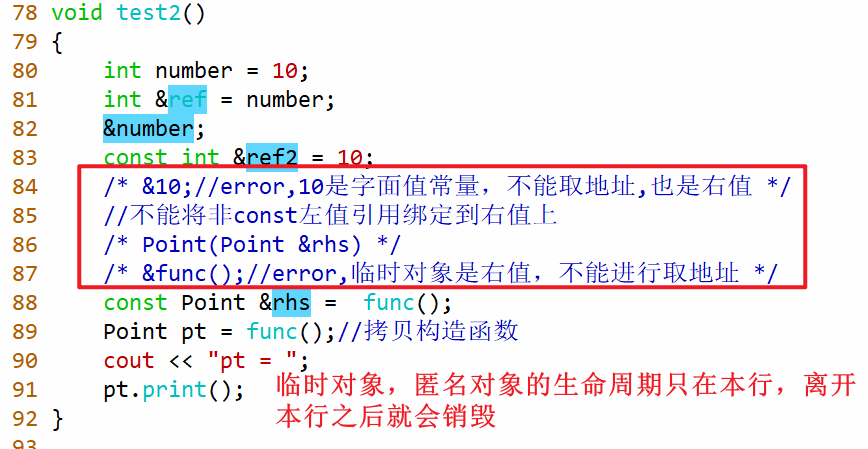 78 void test2()
79 {
80     int number = 10;
81     int &ref = number;
82     &number;
83     const int &ref2 = 10;
84     /* &10;//error,10是字面值常量，不能取地址,也是右值 */
85     //不能将非const左值引用绑定到右值上
86     /* Point(Point &rhs) */
87     /* &func();//error,临时对象是右值，不能进行取地址 */
88     const Point &rhs =  func();
89     Point pt = func();//拷贝构造函数
90     cout << "pt = ";
91     pt.print();
临时对象，匿名对象的生命周期只在本行，离开
本行之后就会销毁
92 }
93